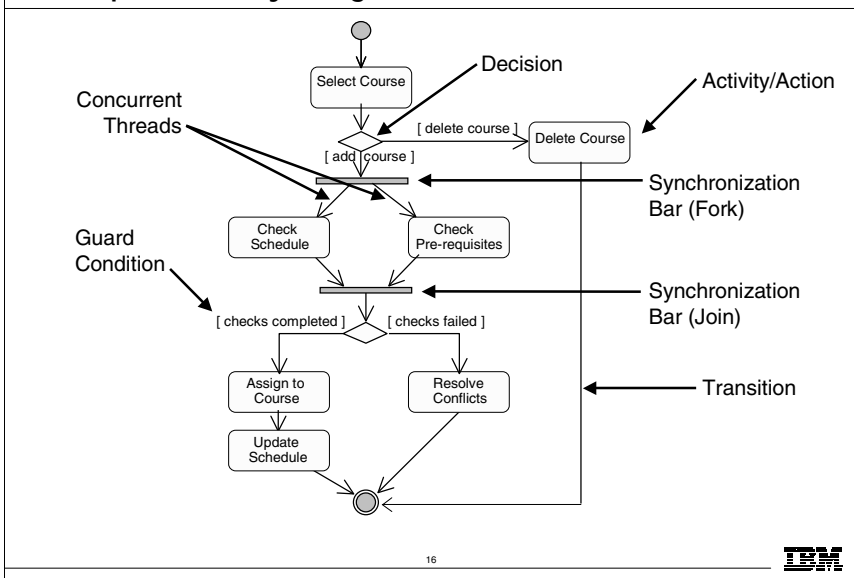 Select Course
Decision
Activity/Action
Concurrent
Threads
[ delete course ]
Delete Course
[ add course ]
Synchronization
Bar (Fork)
Check
Schedule
Check
Pre-requisites
Guard
Condition
Synchronization
Bar (Join)
[ checks completed ]
[ checks failed ]
Assign to
Course
Resolve
Conflicts
Transition
Update
Schedule
16
IBM